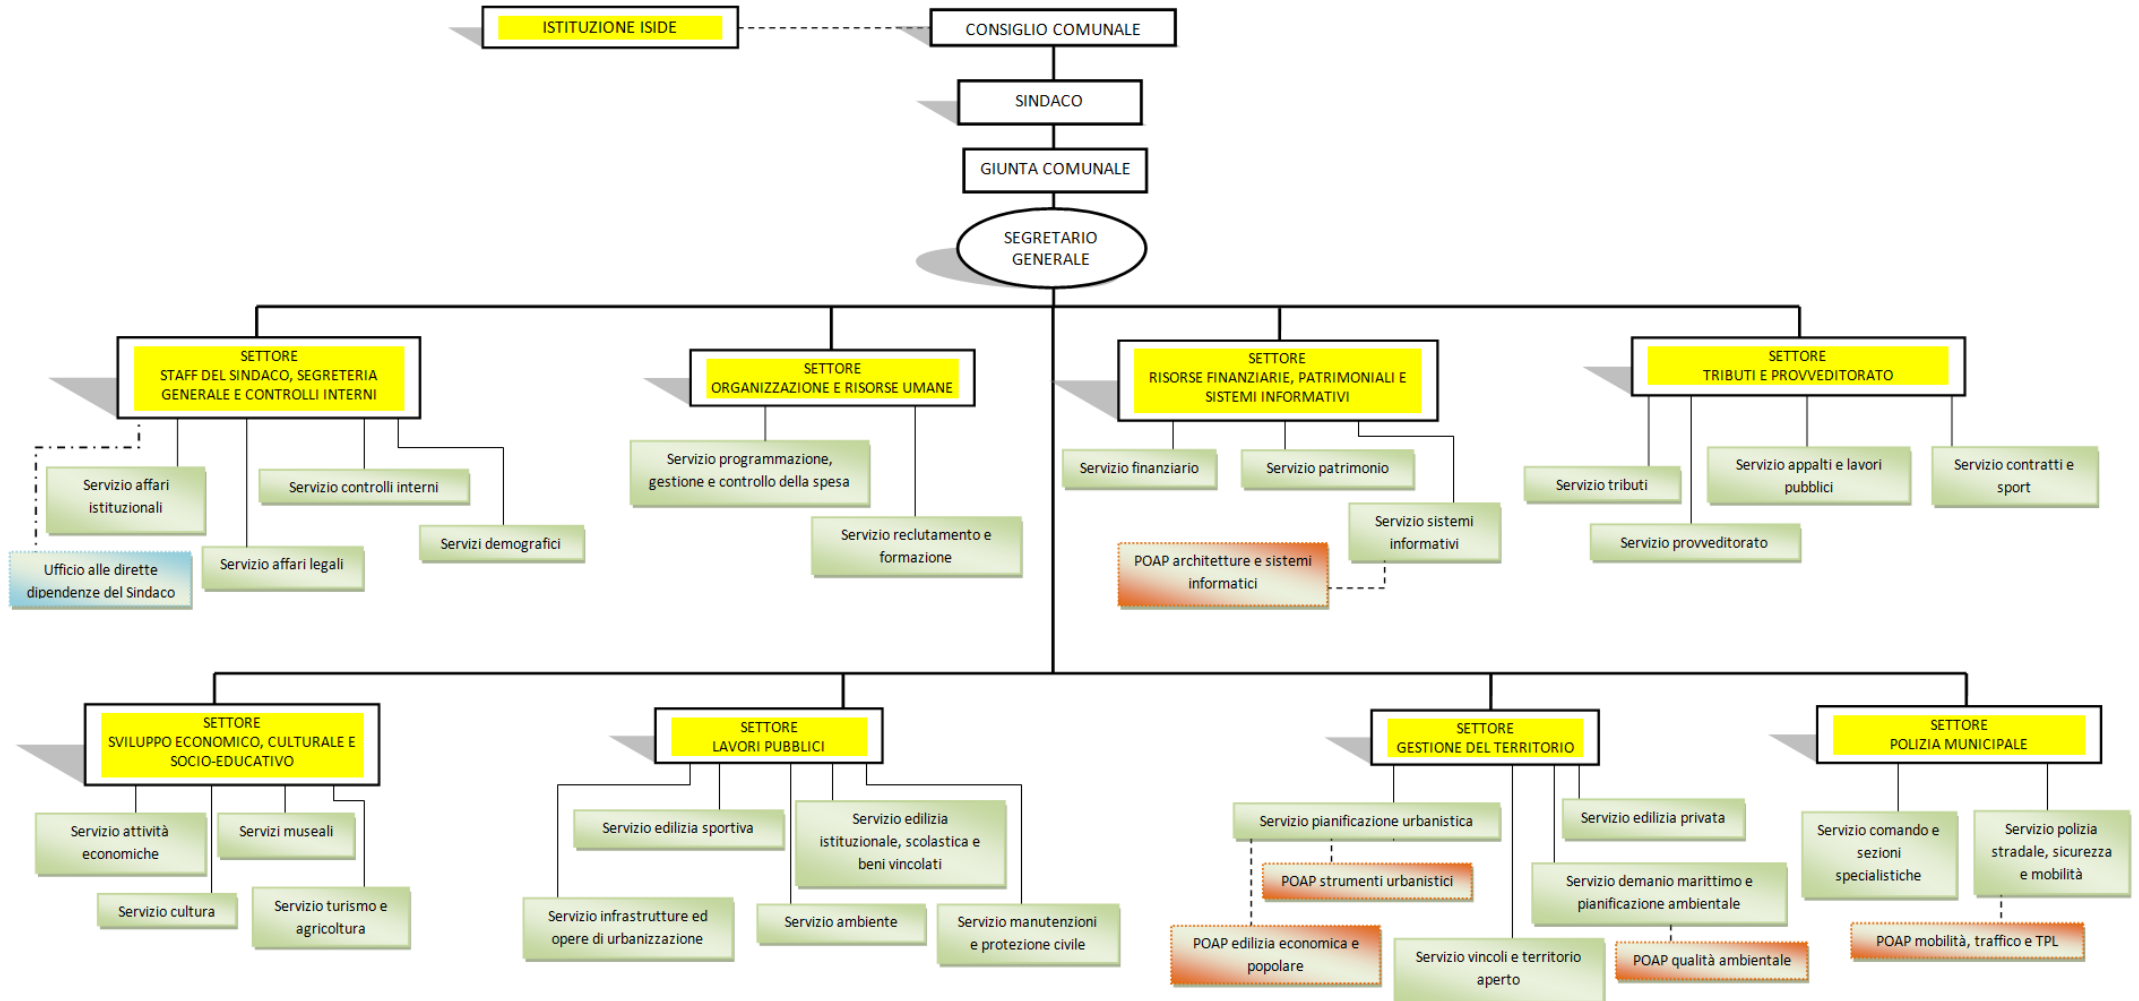 ISTITUZIONE ISIDE
CONSIGLIO COMUNALE
SINDACO
GIUNTA COMUNALE
SEGRETARIO
GENERALE
SETTORE
STAFF DEL SINDACO, SEGRETERIA
GENERALE E CONTROLLI INTERNI
SETTORE
ORGANIZZAZIONE E RISORSE UMANE
SETTORE
RISORSE FINANZIARIE, PATRIMONIALI E
SISTEMI INFORMATIVI
SETTORE
TRIBUTI E PROVVEDITORATO
Servizio affari
istituzionali
Servizio controlli interni
Servizi demografici
Servizio affari legali
Ufficio alle dirette
dipendenze del Sindaco
Servizio programmazione,
gestione e controllo della spesa
Servizio reclutamento e
formazione
Servizio finanziario
Servizio patrimonio
Servizio sistemi
informativi
POAP architetture e sistemi
informatici
Servizio tributi
Servizio provveditorato
Servizio appalti e lavori
pubblici
Servizio contratti e
sport
SETTORE
SVILUPPO ECONOMICO, CULTURALE E
SOCIO-EDUCATIVO
SETTORE
LAVORI PUBBLICI
SETTORE
GESTIONE DEL TERRITORIO
SETTORE
POLIZIA MUNICIPALE
Servizio attività
economiche
Servizi museali
Servizio cultura
Servizio turismo e
agricoltura
Servizio edilizia sportiva
Servizio edilizia
istituzionale, scolastica e
beni vincolati
Servizio infrastrutture ed
opere di urbanizzazione
Servizio ambiente
Servizio manutenzioni
e protezione civile
Servizio pianificazione urbanistica
Servizio edilizia privata
POAP strumenti urbanistici
Servizio demanio marittimo e
pianificazione ambientale
POAP edilizia economica e
popolare
Servizio vincoli e territorio
aperto
POAP qualità ambientale
Servizio comando e
sezioni
specialistiche
Servizio polizia
stradale, sicurezza
e mobilità
POAP mobilità, traffico e TPL